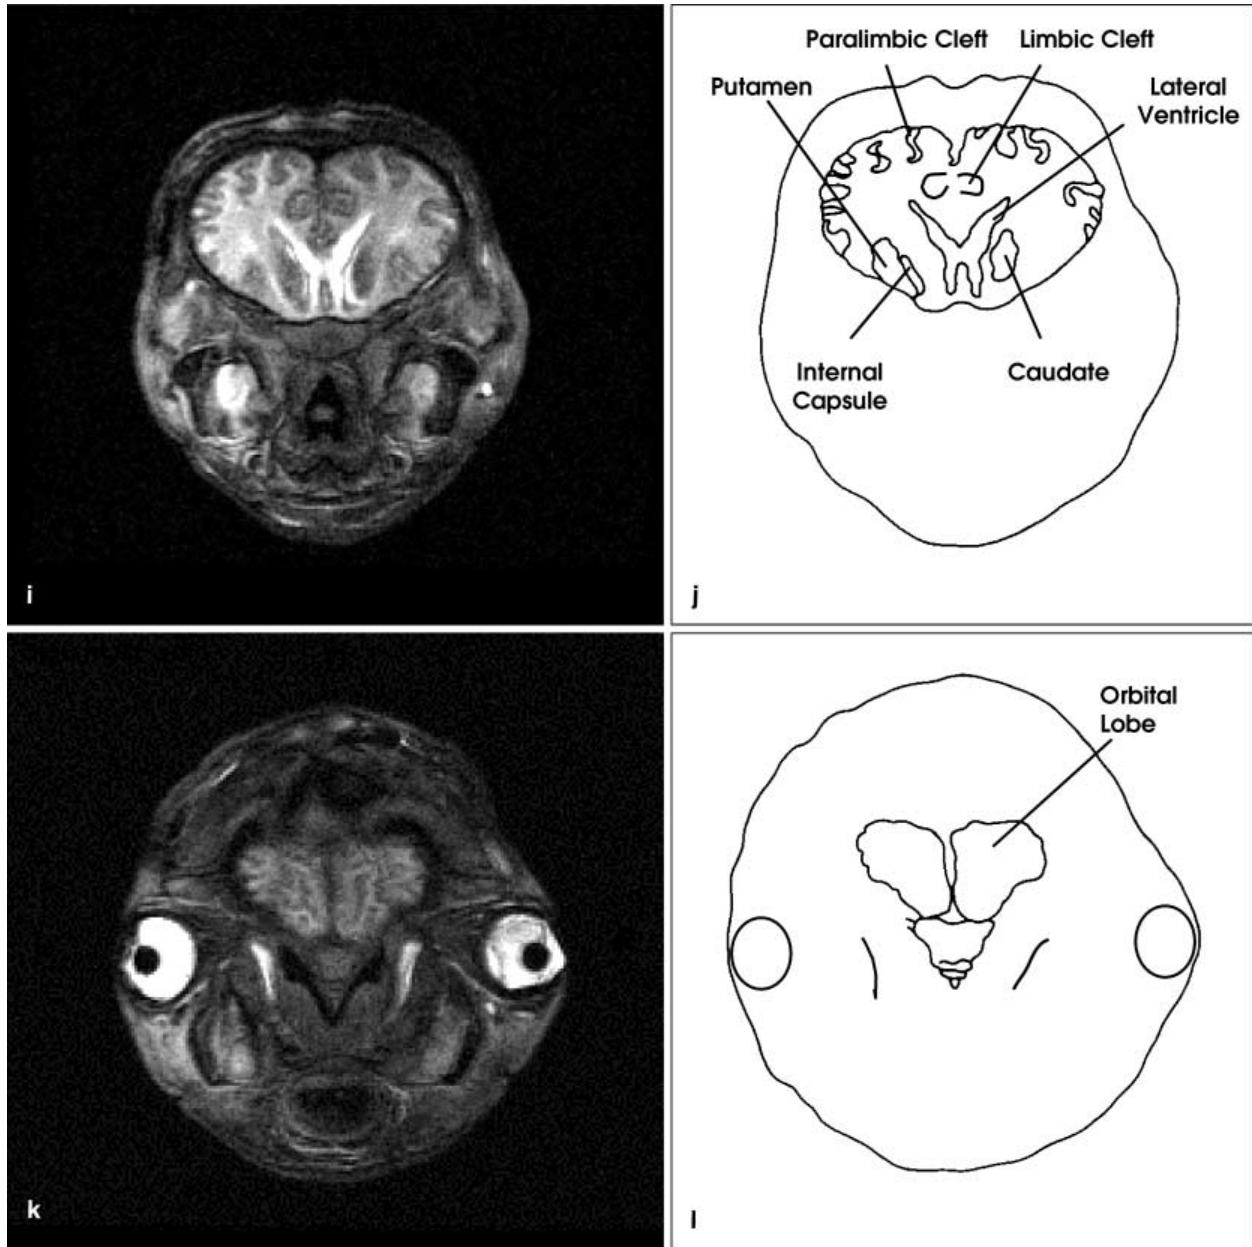 Paralimbic Cleft
Limbic Cleft
Putamen
Lateral
Ventricle
Internal
Capsule
Caudate
i
j
Orbital
Lobe
k
l